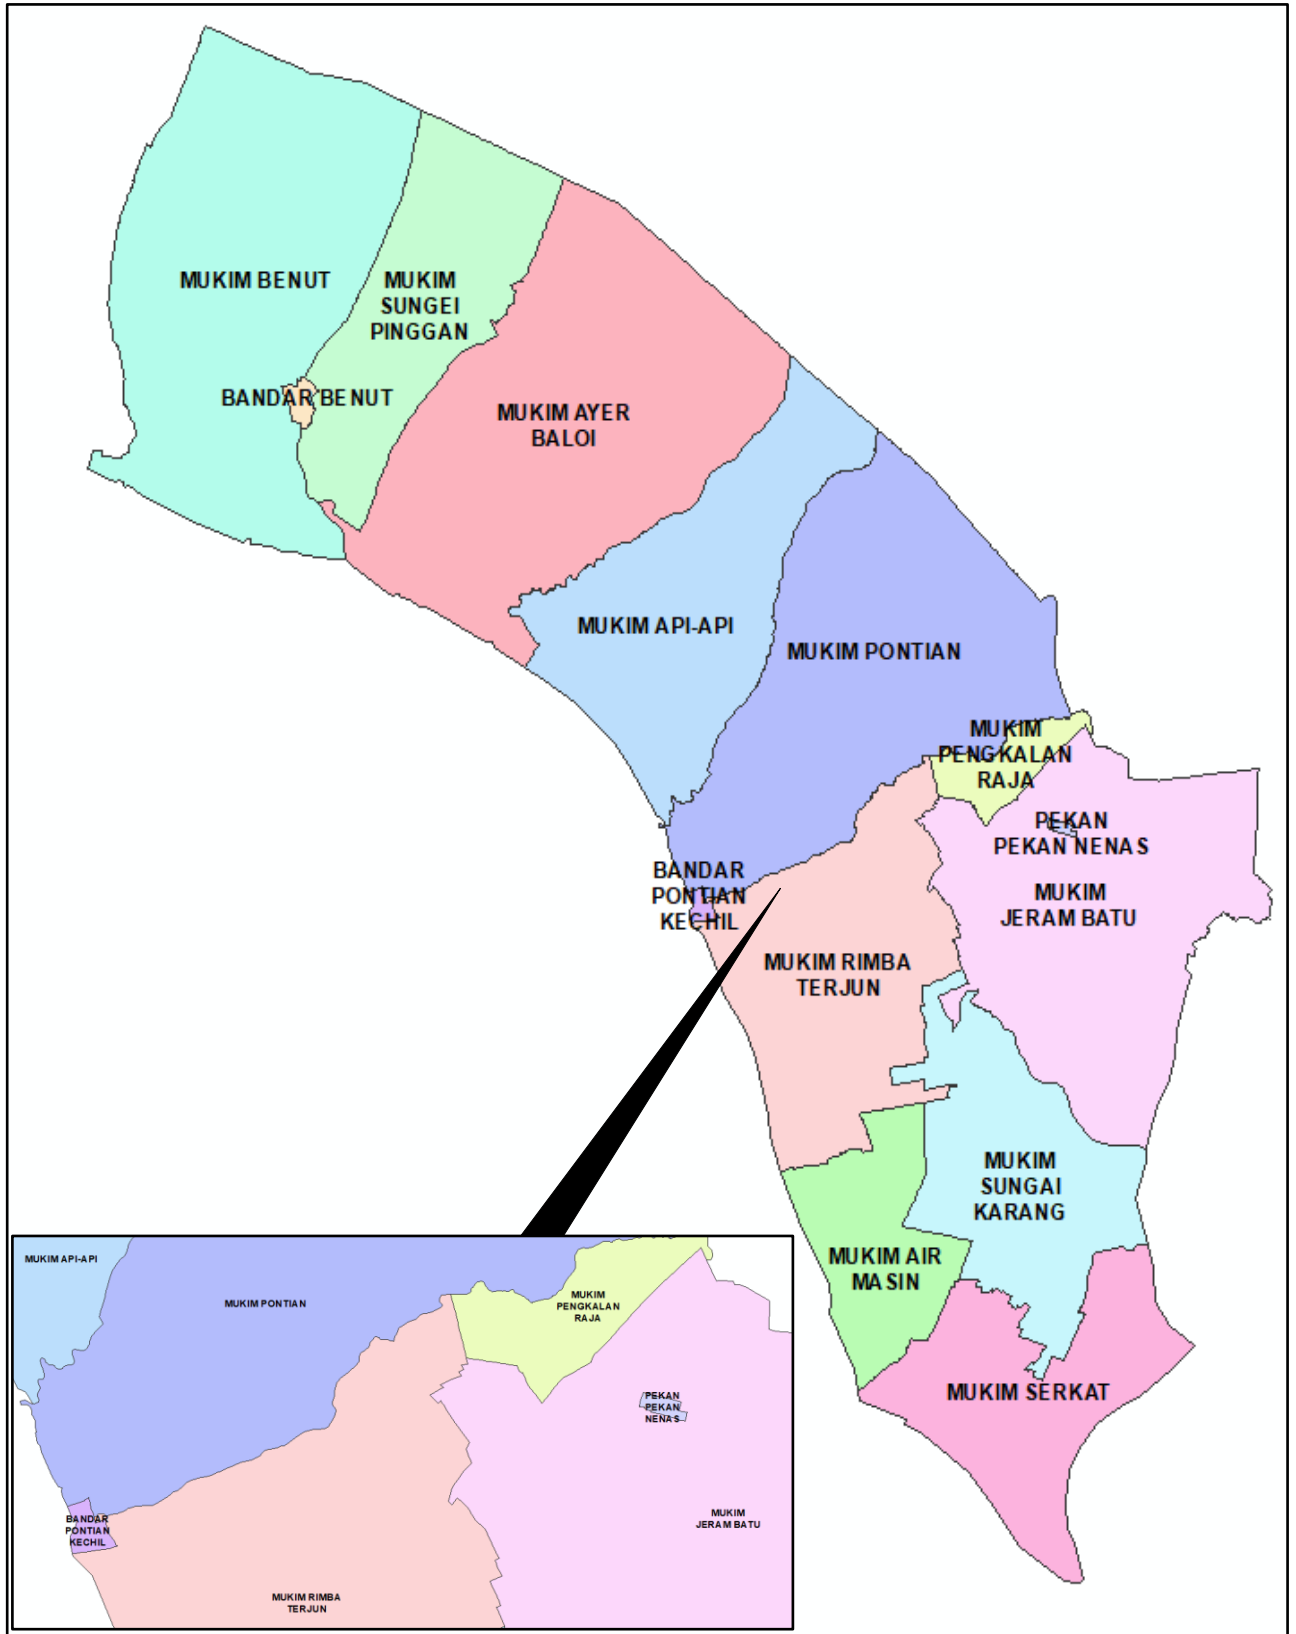 MUKIM BENUT
MUKIM
SUNGEI
PINGGAN
BANDAR BENUT
MUKIM AYER
BALOI
MUKIM API-API
MUKIM PONTIAN
MUKIM
PENGKALAN
RAJA
PEKAN
PEKAN NENAS
BANDAR
PONTIAN
KECHIL
MUKIM
JERAM BATU
MUKIM RIMBA
TERJUN
MUKIM
SUNGAI
KARANG
MUKIM AIR
MASIN
MUKIM SERKAT
MUKIM API-API
MUKIM PONTIAN
MUKIM
PENGKALAN
RAJA
PEKAN
PEKAN
NENAS
BANDAR
PONTIAN
KECHIL
MUKIM
JERAM BATU
MUKIM RIMBA
TERJUN